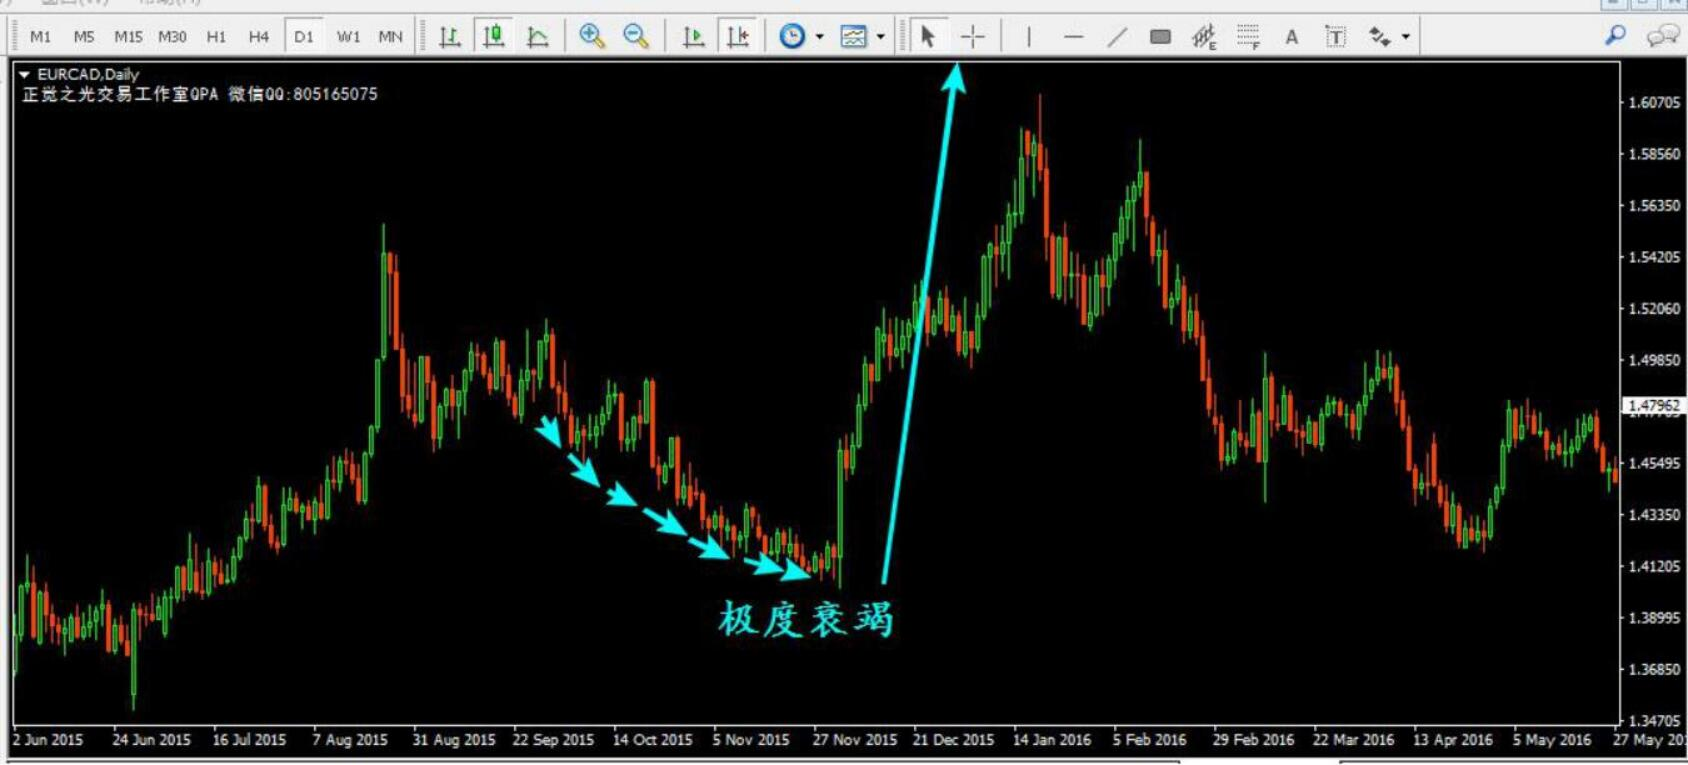 M1 M5 M15 M30 H1 H4 D1 W1 MN
E F A T
EURCAD,Daily
正觉之光交易工作室QPA 微信QQ:805165075
1.60705
1.58560
1.56350
1.54205
1.52060
1.49850
1.47962
1.45495
1.43350
1.41205
1.38995
1.36850
1.34705
极度衰竭
2 Jun 2015 24 Jun 2015 16 Jul 2015 7 Aug 2015 31 Aug 2015 22 Sep 2015 14 Oct 2015 5 Nov 2015 27 Nov 2015 21 Dec 2015 14 Jan 2016 5 Feb 2016 29 Feb 2016 22 Mar 2016 13 Apr 2016 5 May 2016 27 May 20